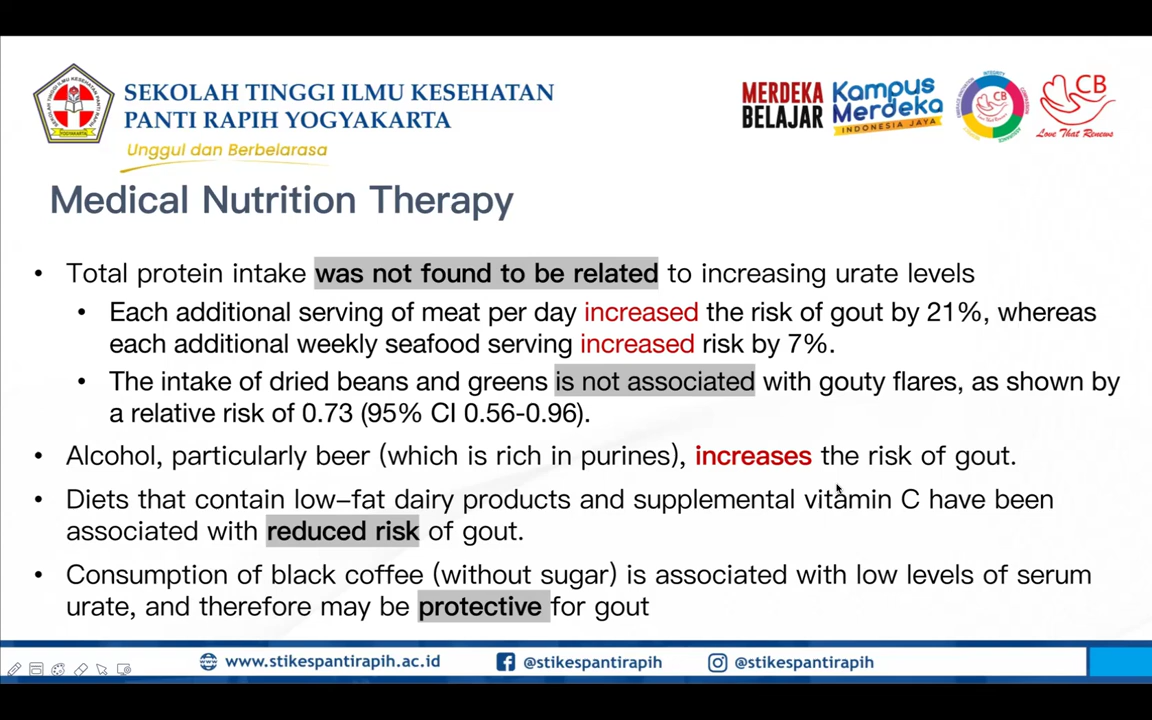 SEKOLAH TINGGI ILMU KESEHATAN
PANTI RAPIH YOGYAKARTA
Unggul dan Berbelarasa
MERDEKA
BELAJAR
Kampus
Merdeka
INDONESIA JAYA
CB
CB
Love That Renews
Medical Nutrition Therapy
• Total protein intake was not found to be related to increasing urate levels
• Each additional serving of meat per day increased the risk of gout by 21%, whereas
each additional weekly seafood serving increased risk by 7%.
• The intake of dried beans and greens is not associated with gouty flares, as shown by
a relative risk of 0.73 (95% CI 0.56-0.96).
• Alcohol, particularly beer (which is rich in purines), increases the risk of gout.
• Diets that contain low–fat dairy products and supplemental vitamin C have been
associated with reduced risk of gout.
• Consumption of black coffee (without sugar) is associated with low levels of serum
urate, and therefore may be protective for gout
www.stikespantirapih.ac.id
@stikespantirapih
@stikespantirapih